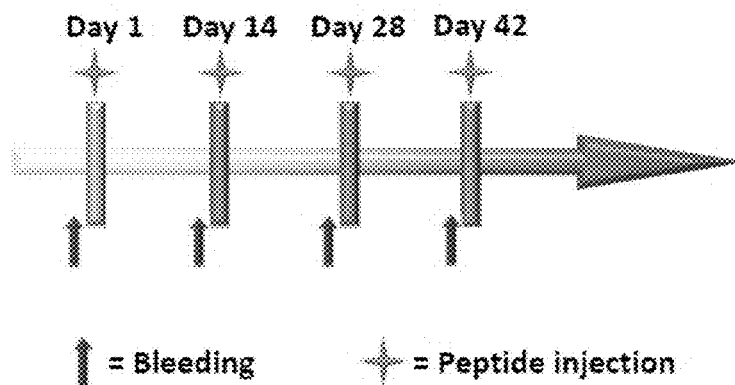 Day 1 Day 14 Day 28 Day 42
= Bleeding = Peptide injection